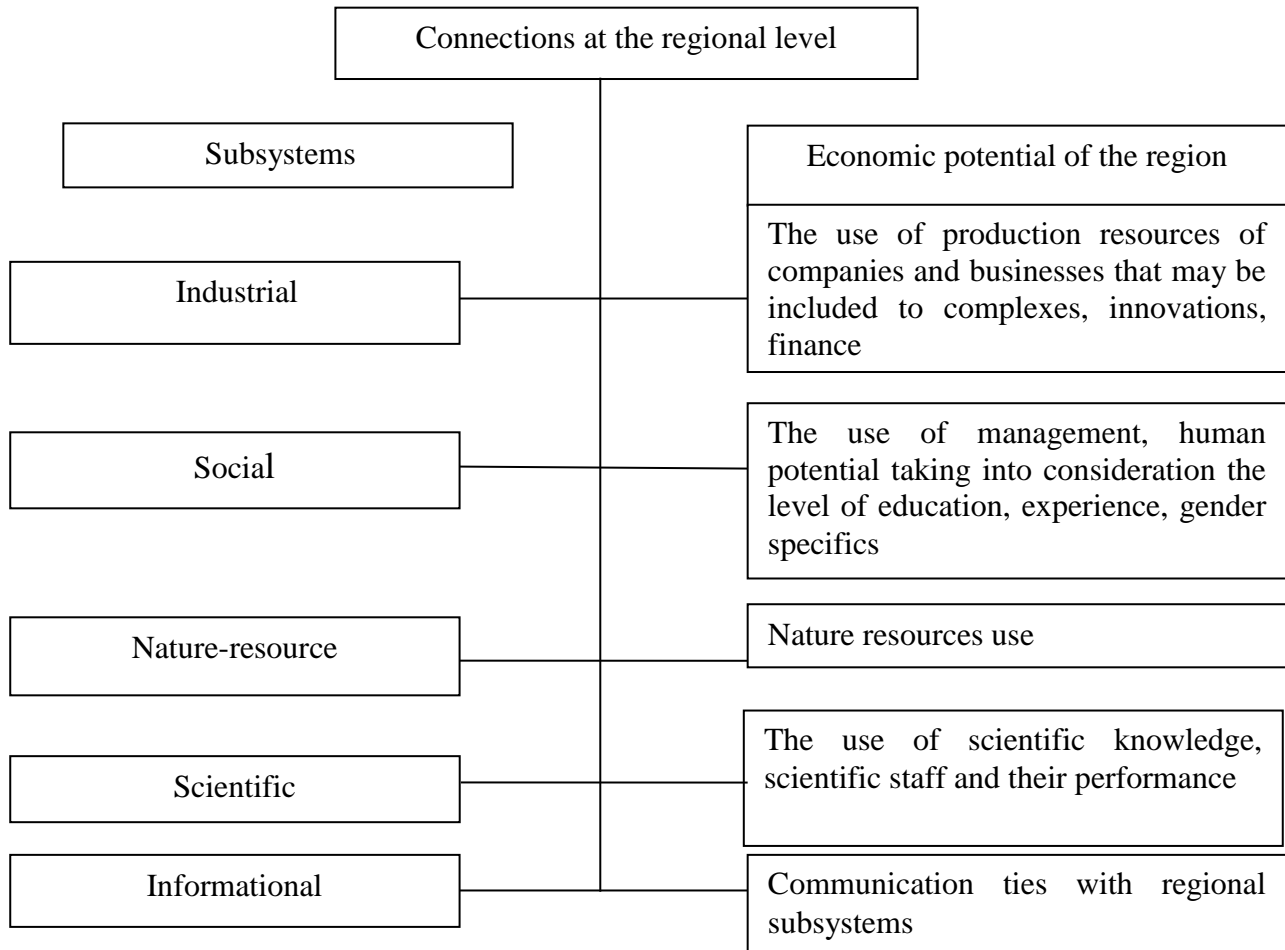 Connections at the regional level
Subsystems
Economic potential of the region
Industrial
The use of production resources of
companies and businesses that may be
included to complexes, innovations,
finance
Social
The use of management, human
potential taking into consideration the
level of education, experience, gender
specifics
Nature-resource
Nature resources use
Scientific
The use of scientific knowledge,
scientific staff and their performance
Informational
Communication ties with regional
subsystems